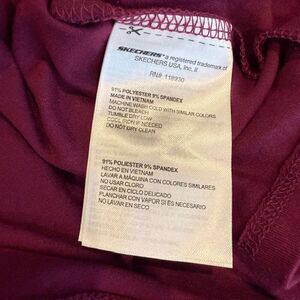 SKECHERS a registered trademark of
SKECHERS USA, Inc. II
RN# 118930
91% POLYESTER 9% SPANDEX
MADE IN VIETNAM
MACHINE WASH COLD WITH SIMILAR COLORS
DO NOT BLEACH
TUMBLE DRY LOW
COOL IRON IF NEEDED
DO NOT DRY CLEAN
91% POLIESTER 9% SPANDEX
HECHO EN VIETNAM
LAVAR A MÁQUINA CON COLORES SIMILARES
NO USAR CLORO
SECAR EN CICLO DELICADO
PLANCHAR CON VAPOR SI ES NECESARIO
NO LAVAR EN SECO